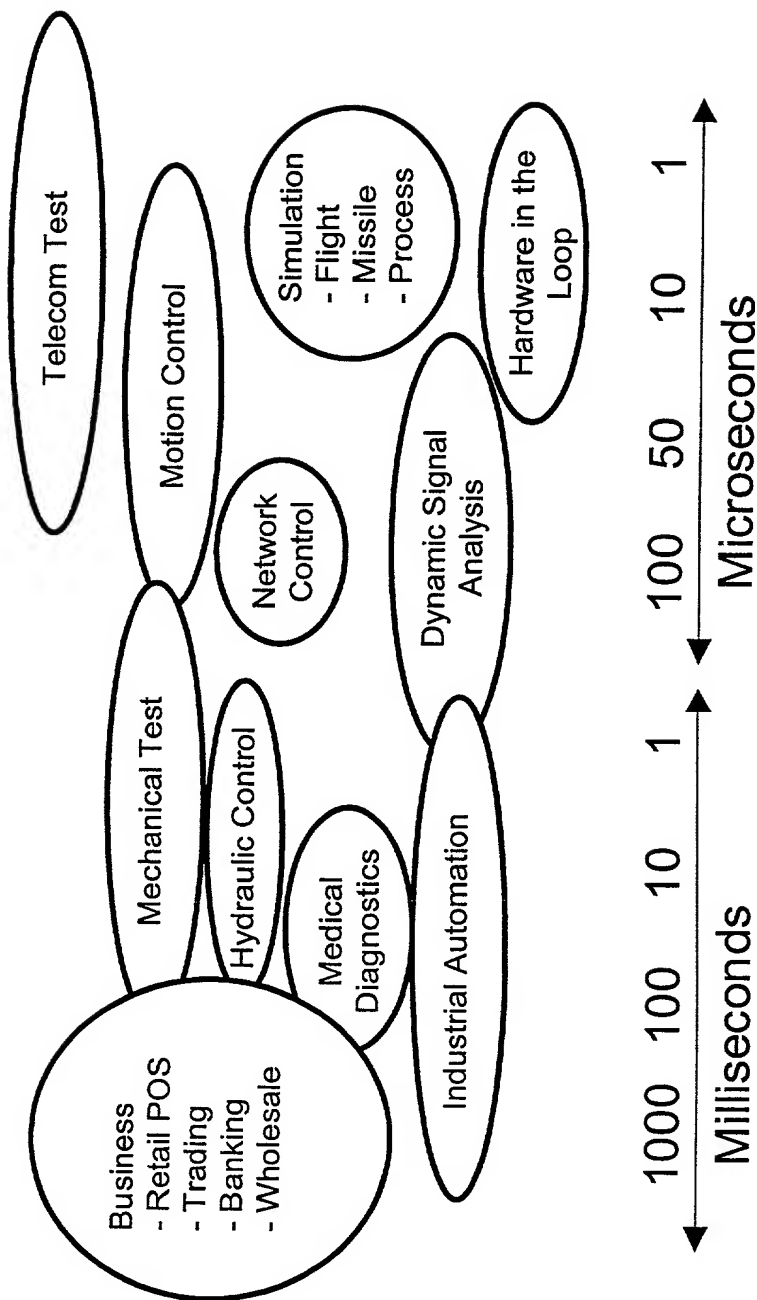 Telecom Test
Motion Control
Mechanical Test
Business
- Retail POS
- Trading
- Banking
- Wholesale
Hydraulic Control
Network
Control
Simulation
- Flight
- Missile
- Process
Medical
Diagnostics
Dynamic Signal
Analysis
Industrial Automation
Hardware in the
Loop
1000 100 10 1 100 50 10 1
Milliseconds Microseconds